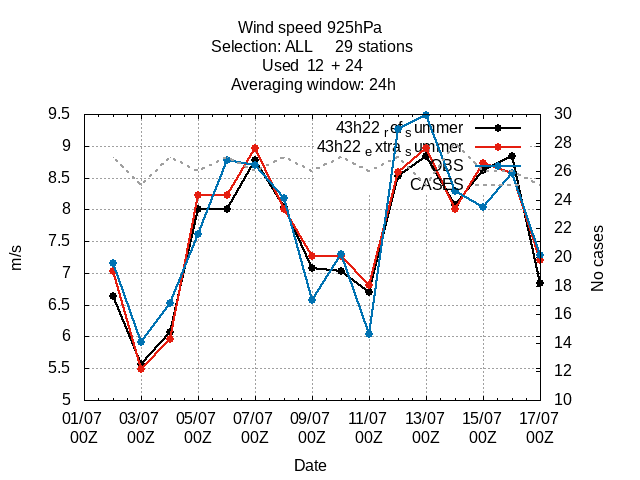 Wind speed 925hPa
Selection: ALL 29 stations
Used 12 + 24
Averaging window: 24h
9.5 30
43h22 ref summer
9 28
43h22 extra summer
8.5 OBS 26
CASES
8 24
7.5 22
7 20
6.5 18
16
6 14
5.5 12
5 10
m/s
No cases
01/07 03/07 05/07 07/07 09/07 11/07 13/07 15/07 17/07
00Z 00Z 00Z 00Z 00Z 00Z 00Z 00Z 00Z
Date